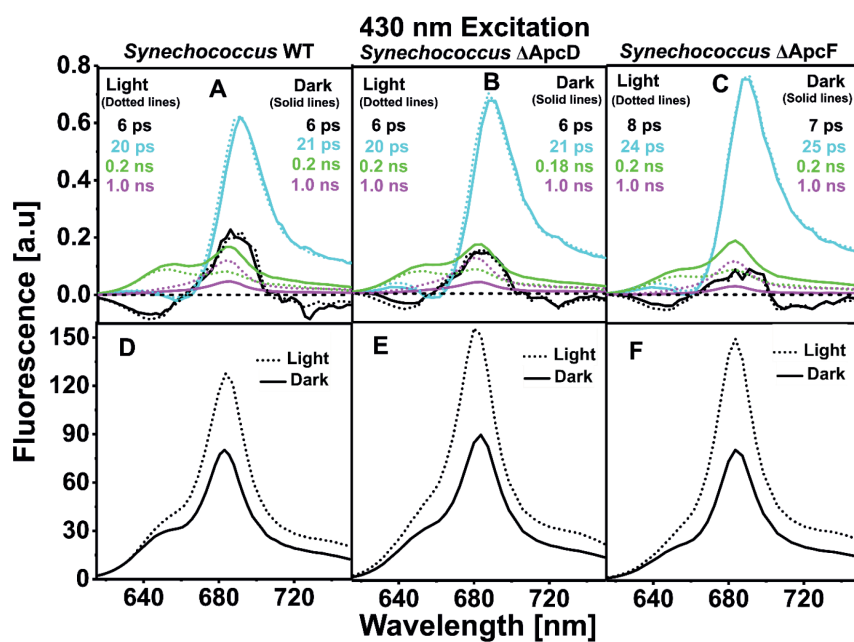 430 nm Excitation
Synechococcus WT
Synechococcus ΔApcD
Synechococcus ΔApcF
Fluorescence [a.u]
0.8
0.6
0.4
0.2
0.0
Light
(Dotted lines)
6 ps
20 ps
0.2 ns
1.0 ns
A
Dark
(Solid lines)
6 ps
21 ps
0.2 ns
1.0 ns
Light
(Dotted lines)
6 ps
20 ps
0.2 ns
1.0 ns
B
Dark
(Solid lines)
6 ps
21 ps
0.18 ns
1.0 ns
Light
(Dotted lines)
8 ps
24 ps
0.2 ns
1.0 ns
C
Dark
(Solid lines)
7 ps
25 ps
0.2 ns
1.0 ns
150
120
90
60
30
0
D
Light
Dark
E
Light
Dark
F
Light
Dark
640 680 720
640 680 720
640 680 720
Wavelength [nm]